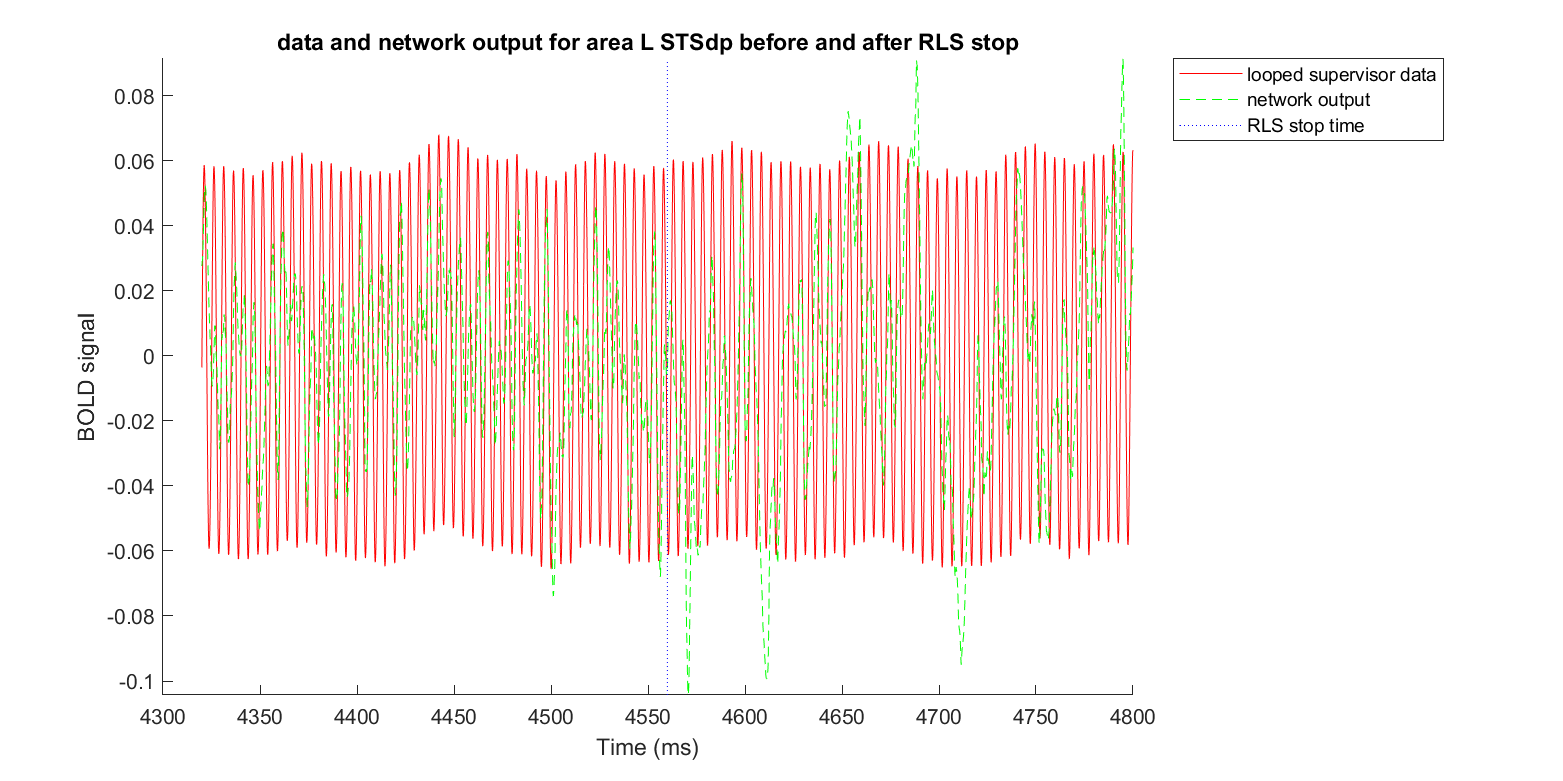 data and network output for area L STSdp before and after RLS stop
looped supervisor data
network output
RLS stop time
BOLD signal
0.08
0.06
0.04
0.02
0
-0.02
-0.04
-0.06
-0.08
-0.1
4300 4350 4400 4450 4500 4550 4600 4650 4700 4750 4800
Time (ms)